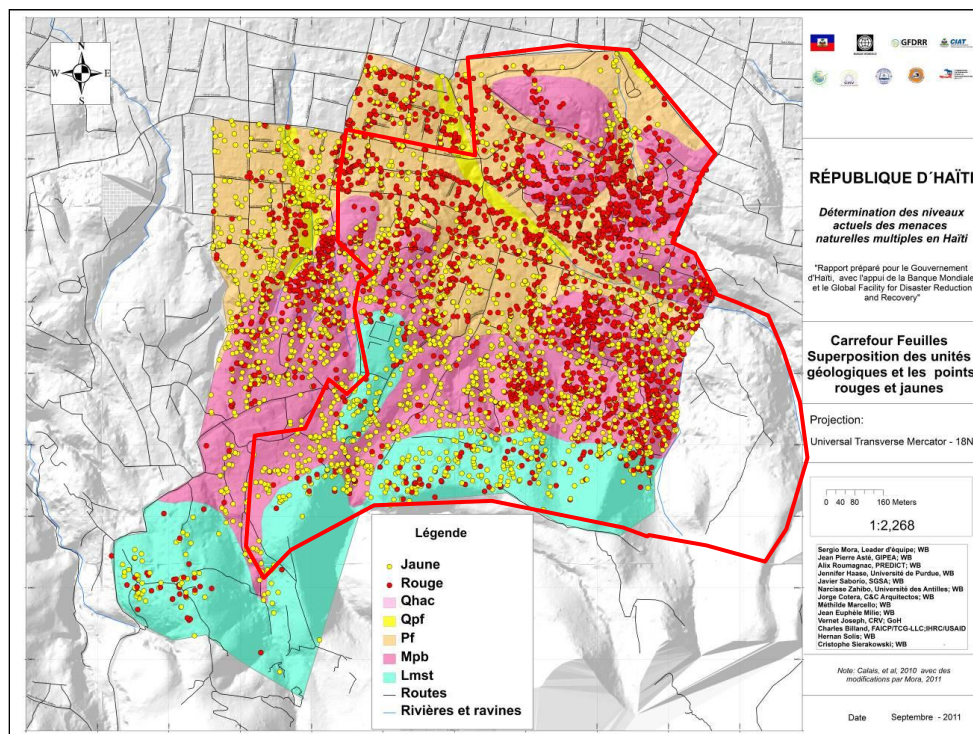 N
W E
S
GFDRR
CIAT
RÉPUBLIQUE D´HAÏTI
Détermination des niveaux
actuels des menaces
naturelles multiples en Haïti
"Rapport préparé pour le Gouvernement
d'Haïti, avec l'appui de la Banque Mondiale
et le Global Facility for Disaster Reduction
and Recovery"
Carrefour Feuilles
Superposition des unités
géologiques et les points
rouges et jaunes
Projection:
Universal Transverse Mercator - 18N
0 40 80 160 Meters
1:2,268
Sergio Mora, Leader d'équipe; WB
Jean Pierre Asté, GIPEA; WB
Alix Roumagnac, PREDICT; WB
Jennifer Haase, Université de Purdue, WB
Javier Saborio, SGSA; WB
Narcisse Zahibo, Université des Antilles; WB
Jorge Cotera, C&C Arquitectos; WB
Méthilde Marcello; WB
Jean Euphèle Milie; WB
Vernet Joseph, CRV; GoH
Charles Billand, FAICP/TCG-LLC;IHRC/USAID
Hernan Solis; WB
Cristophe Sierakowski; WB
Note: Calais, et al, 2010 avec des
modifications par Mora, 2011
Date Septembre - 2011
Légende
Jaune
Rouge
Qhac
Qpf
Pf
Mpb
Lmst
Routes
Rivières et ravines